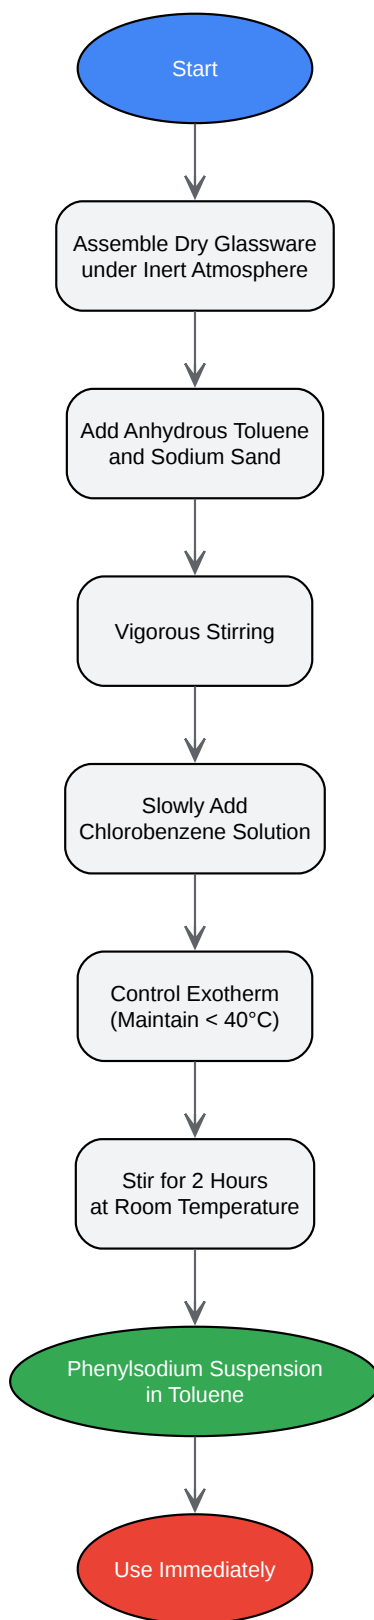 Start
Assemble Dry Glassware
under Inert Atmosphere
Add Anhydrous Toluene
and Sodium Sand
Vigorous Stirring
Slowly Add
Chlorobenzene Solution
Control Exotherm
(Maintain < 40°C)
Stir for 2 Hours
at Room Temperature
Phenylsodium Suspension
in Toluene
Use Immediately